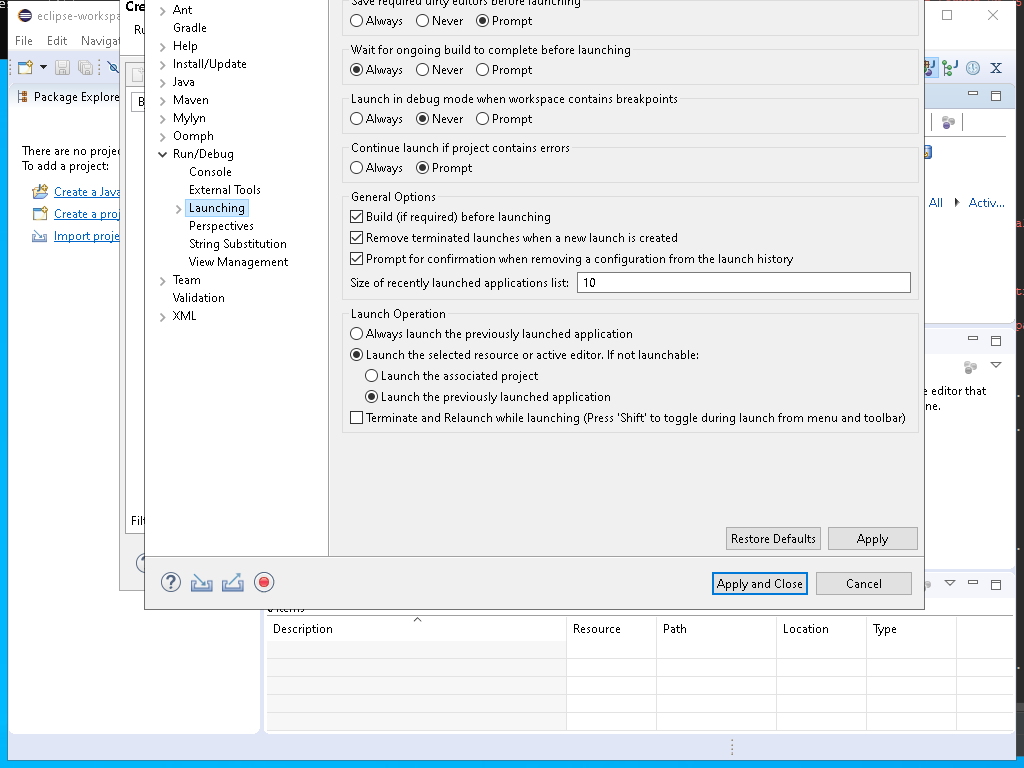 eclipse-workspa
File Edit Navigat
Package Explore
There are no projec
To add a project:
Create a Java
Create a proj
Import proje
Cre
Ru
Ant
Gradle
Help
Install/Update
Java
Maven
Mylyn
Oomph
Run/Debug
Console
External Tools
Launching
Perspectives
String Substitution
View Management
Team
Validation
XML
Save required dirty editors before launching
Always Never Prompt
Wait for ongoing build to complete before launching
Always Never Prompt
Launch in debug mode when workspace contains breakpoints
Always Never Prompt
Continue launch if project contains errors
Always Prompt
General Options
Build (if required) before launching
Remove terminated launches when a new launch is created
Prompt for confirmation when removing a configuration from the launch history
Size of recently launched applications list: 10
Launch Operation
Always launch the previously launched application
Launch the selected resource or active editor. If not launchable:
Launch the associated project
Launch the previously launched application
Terminate and Relaunch while launching (Press 'Shift' to toggle during launch from menu and toolbar)
Restore Defaults Apply
Apply and Close Cancel
All Activ...
e editor that
ne.
Filt
items
Description Resource Path Location Type